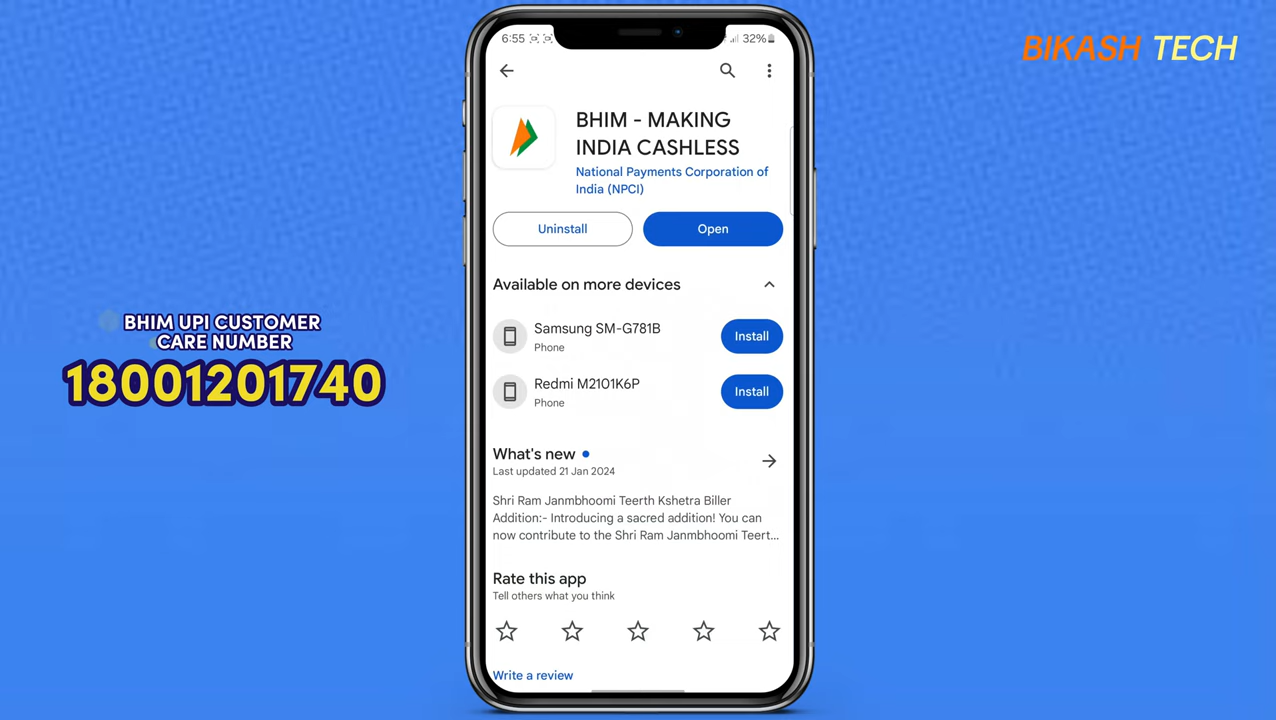 BIKASH TECH
BHIM UPI CUSTOMER
CARE NUMBER
18001201740
6:55
32%
BHIM - MAKING
INDIA CASHLESS
National Payments Corporation of
India (NPCI)
Uninstall
Open
Available on more devices
Samsung SM-G781B
Phone
Install
Redmi M2101K6P
Phone
Install
What's new
Last updated 21 Jan 2024
Shri Ram Janmbhoomi Teerth Kshetra Biller
Addition:- Introducing a sacred addition! You can
now contribute to the Shri Ram Janmbhoomi Teert...
Rate this app
Tell others what you think
Write a review